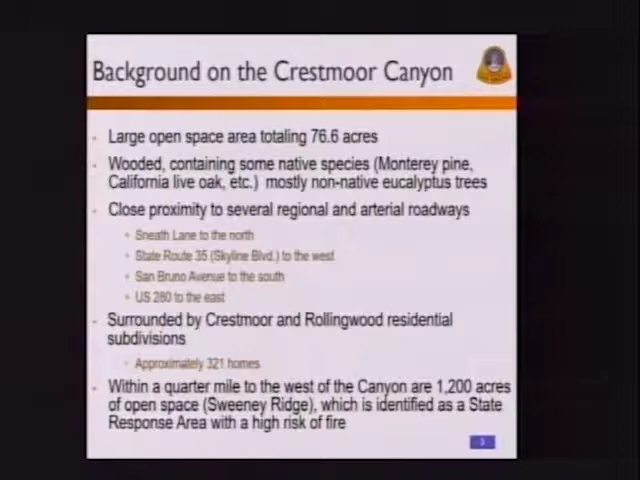 Background on the Crestmoor Canyon
Large open space area totaling 76.6 acres
Wooded, containing some native species (Monterey pine,
California live oak, etc.) mostly non-native eucalyptus trees
Close proximity to several regional and arterial roadways
Sneath Lane to the north
State Route 35 (Skyline Blvd.) to the west
San Bruno Avenue to the south
US 280 to the east
Surrounded by Crestmoor and Rollingwood residential
subdivisions
Approximately 321 homes
Within a quarter mile to the west of the Canyon are 1,200 acres
of open space (Sweeney Ridge), which is identified as a State
Response Area with a high risk of fire